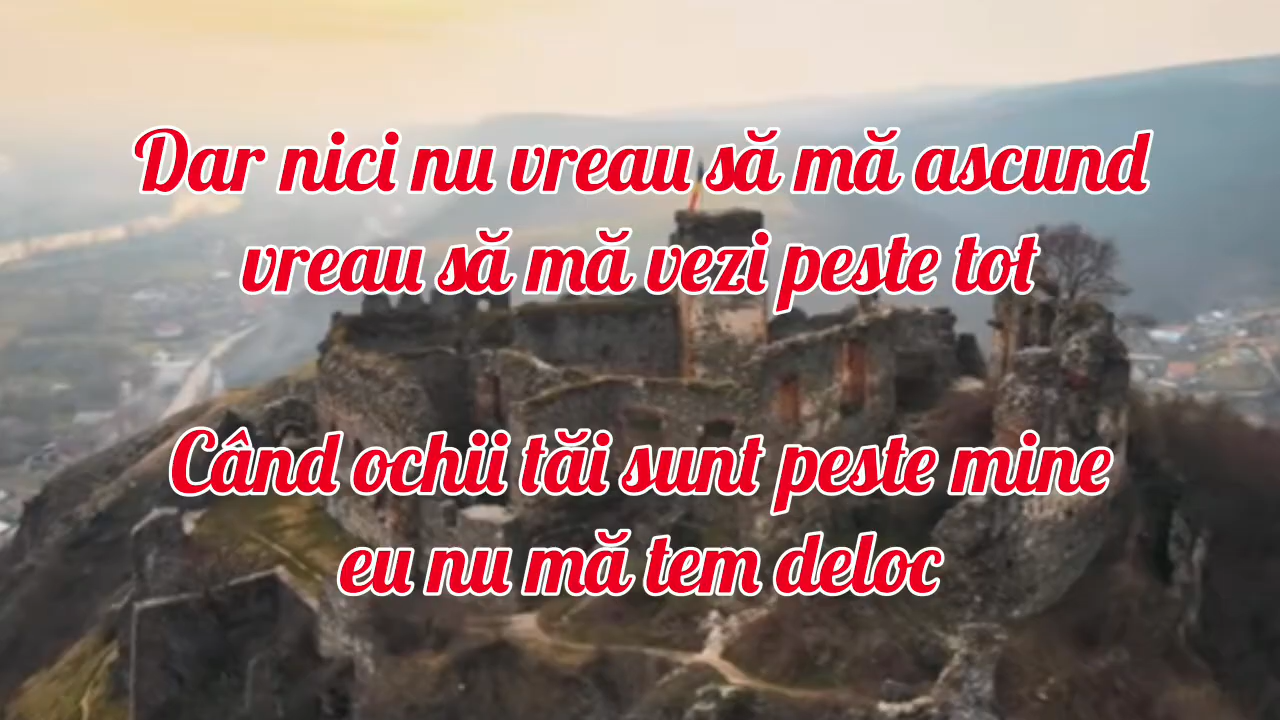 Dar nici nu vreau să mă ascund
vreau să mă vezi peste tot
Când ochii tăi sunt peste mine
eu nu mă tem deloc